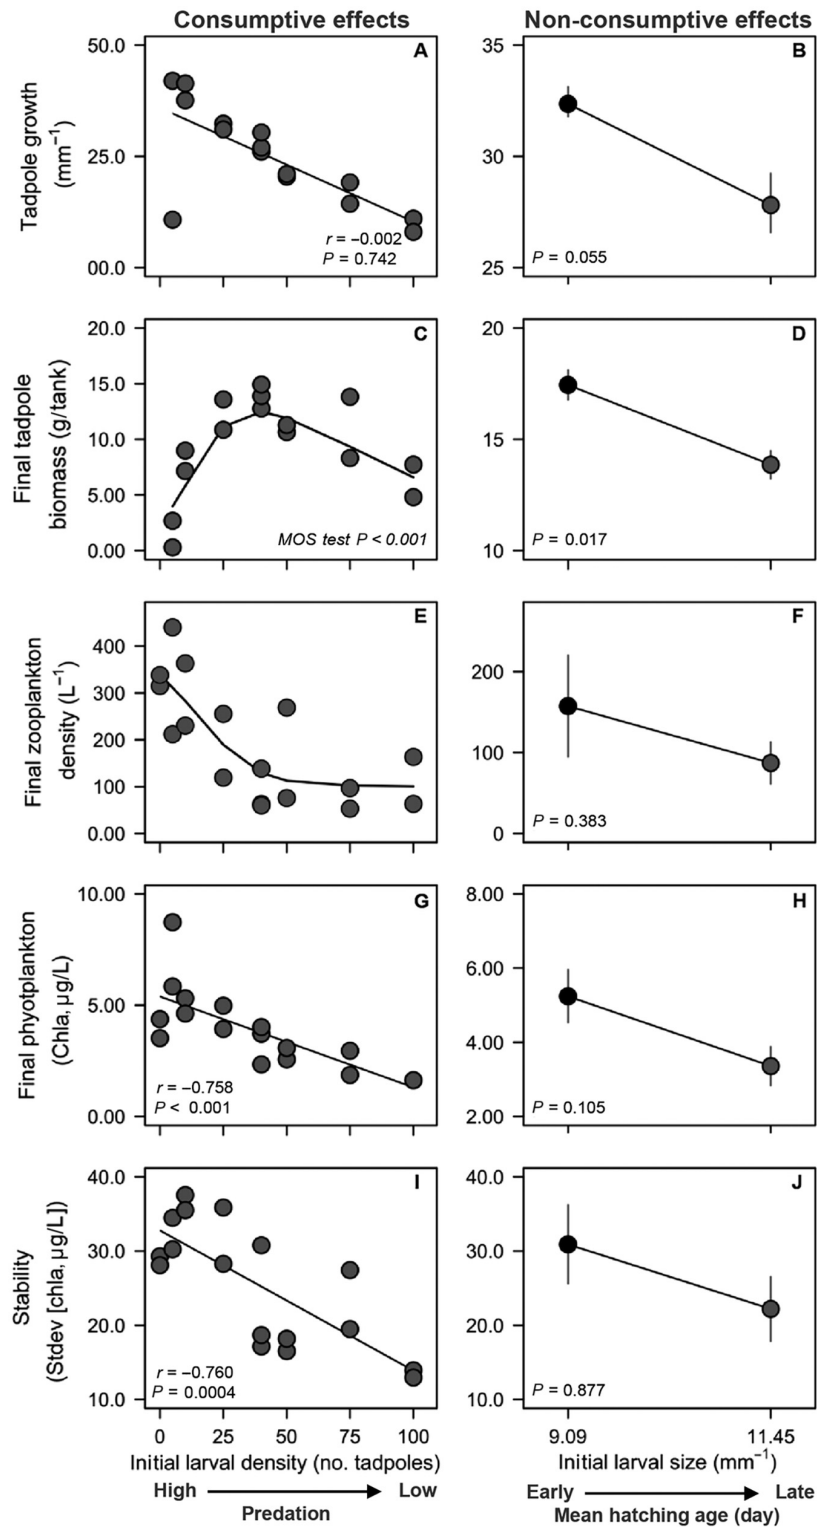 Consumptive effects
Non-consumptive effects
Tadpole growth
(mm⁻¹)
50.0
25.0
00.0
A
r = −0.002
P = 0.742
35
30
25
B
P = 0.055
Final tadpole
biomass (g/tank)
20.0
15.0
10.0
5.00
0.00
C
MOS test P < 0.001
20
15
10
D
P = 0.017
Final zooplankton
density (L⁻¹)
400
300
200
100
0.00
E
200
100
0
F
P = 0.383
Final phyotplankton
(Chla, µg/L)
10.00
5.00
0.00
G
r = −0.758
P < 0.001
8.00
6.00
4.00
2.00
H
P = 0.105
Stability
(Stdev [chla, µg/L])
40.0
30.0
20.0
10.0
I
r = −0.760
P = 0.0004
40.0
30.0
20.0
10.0
J
P = 0.877
0 25 50 75 100
Initial larval density (no. tadpoles)
High Low
Predation
9.09 11.45
Initial larval size (mm⁻¹)
Early Late
Mean hatching age (day)